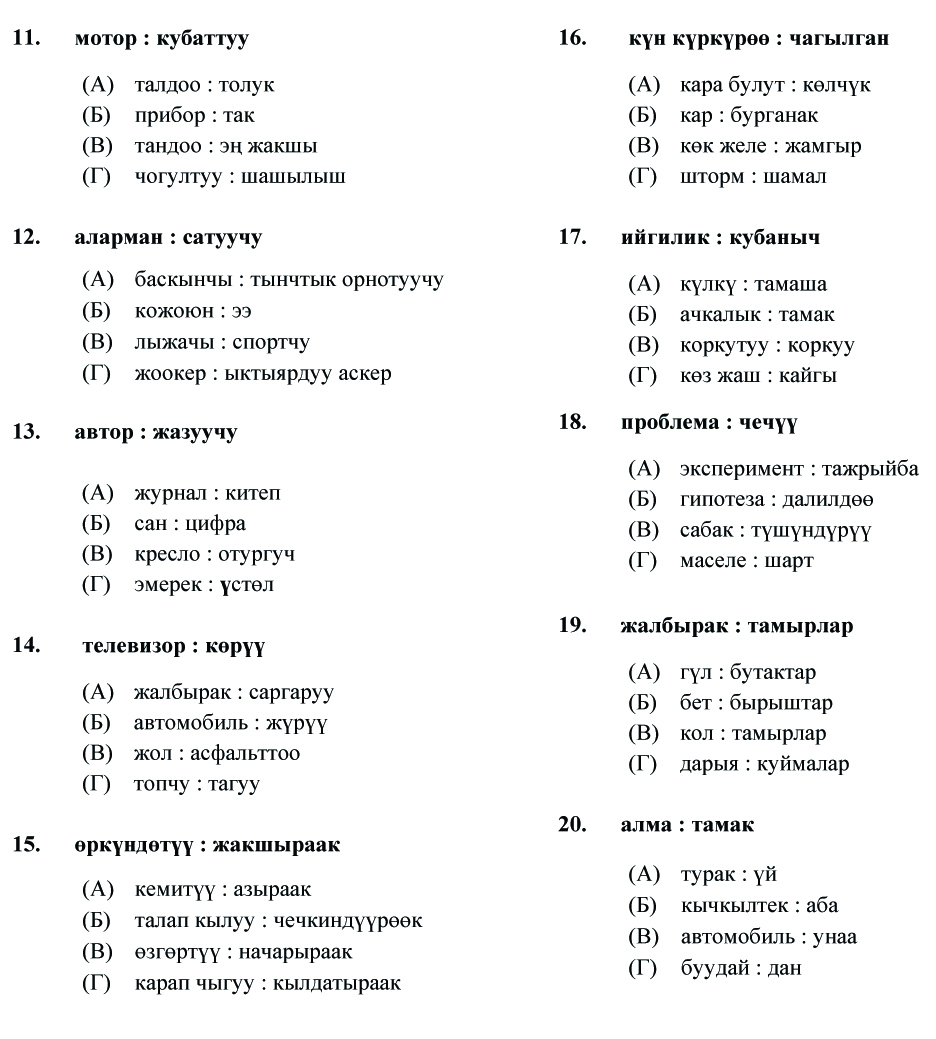 11. мотор : кубаттуу
(А) талдоо : толук
(Б) прибор : так
(В) тандоо : эң жакшы
(Г) чогултуу : шашылыш
12. аларман : сатуучу
(А) баскынчы : тынчтык орнотуучу
(Б) кожоюн : ээ
(В) лыжачы : спортчу
(Г) жоокер : ыктыярдуу аскер
13. автор : жазуучу
(А) журнал : китеп
(Б) сан : цифра
(В) кресло : отургуч
(Г) эмерек : үстөл
14. телевизор : көрүү
(А) жалбырак : саргаруу
(Б) автомобиль : жүрүү
(В) жол : асфальттоо
(Г) топчу : тагуу
15. өркүндөтүү : жакшыраак
(А) кемитүү : азыраак
(Б) талап кылуу : чечкиндүүрөөк
(В) өзгөртүү : начарыраак
(Г) карап чыгуу : кылдатыраак
16. күн күркүрөө : чагылган
(А) кара булут : көлчүк
(Б) кар : бурганак
(В) көк желе : жамгыр
(Г) шторм : шамал
17. ийгилик : кубаныч
(А) күлкү : тамаша
(Б) ачкалык : тамак
(В) коркутуу : коркуу
(Г) көз жаш : кайгы
18. проблема : чечүү
(А) эксперимент : тажрыйба
(Б) гипотеза : далилдөө
(В) сабак : түшүндүрүү
(Г) маселе : шарт
19. жалбырак : тамырлар
(А) гүл : бутактар
(Б) бет : бырыштар
(В) кол : тамырлар
(Г) дарыя : куймалар
20. алма : тамак
(А) турак : үй
(Б) кычкылтек : аба
(В) автомобиль : унаа
(Г) буудай : дан